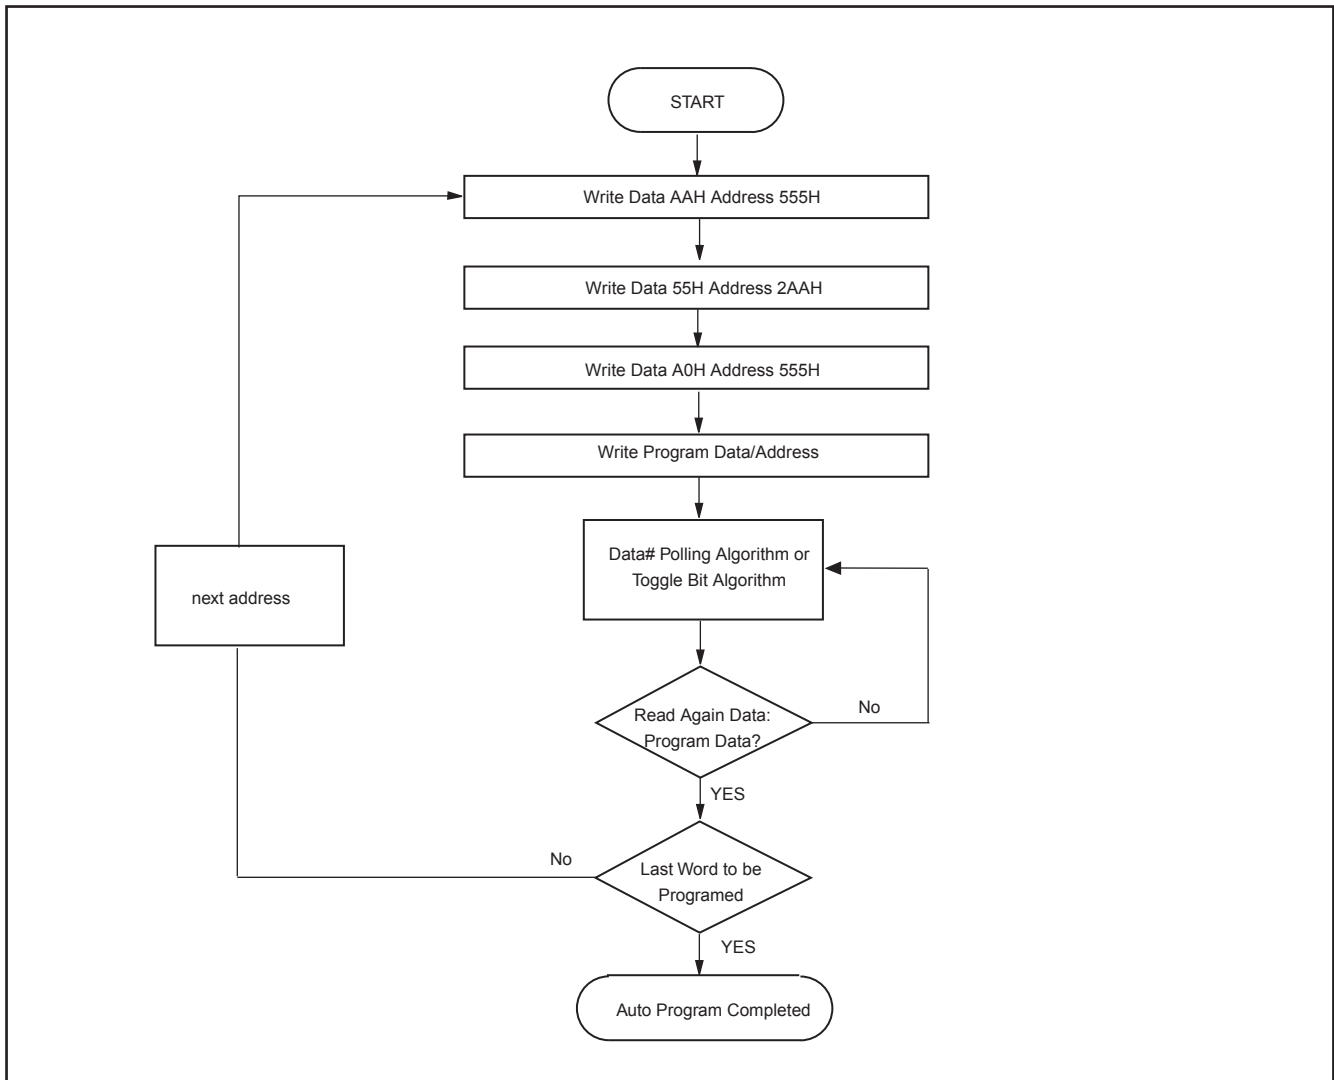 START
Write Data AAH Address 555H
Write Data 55H Address 2AAH
Write Data A0H Address 555H
Write Program Data/Address
Data# Polling Algorithm or
Toggle Bit Algorithm
next address
Read Again Data:
Program Data?
No
YES
Last Word to be
Programed
No
YES
Auto Program Completed